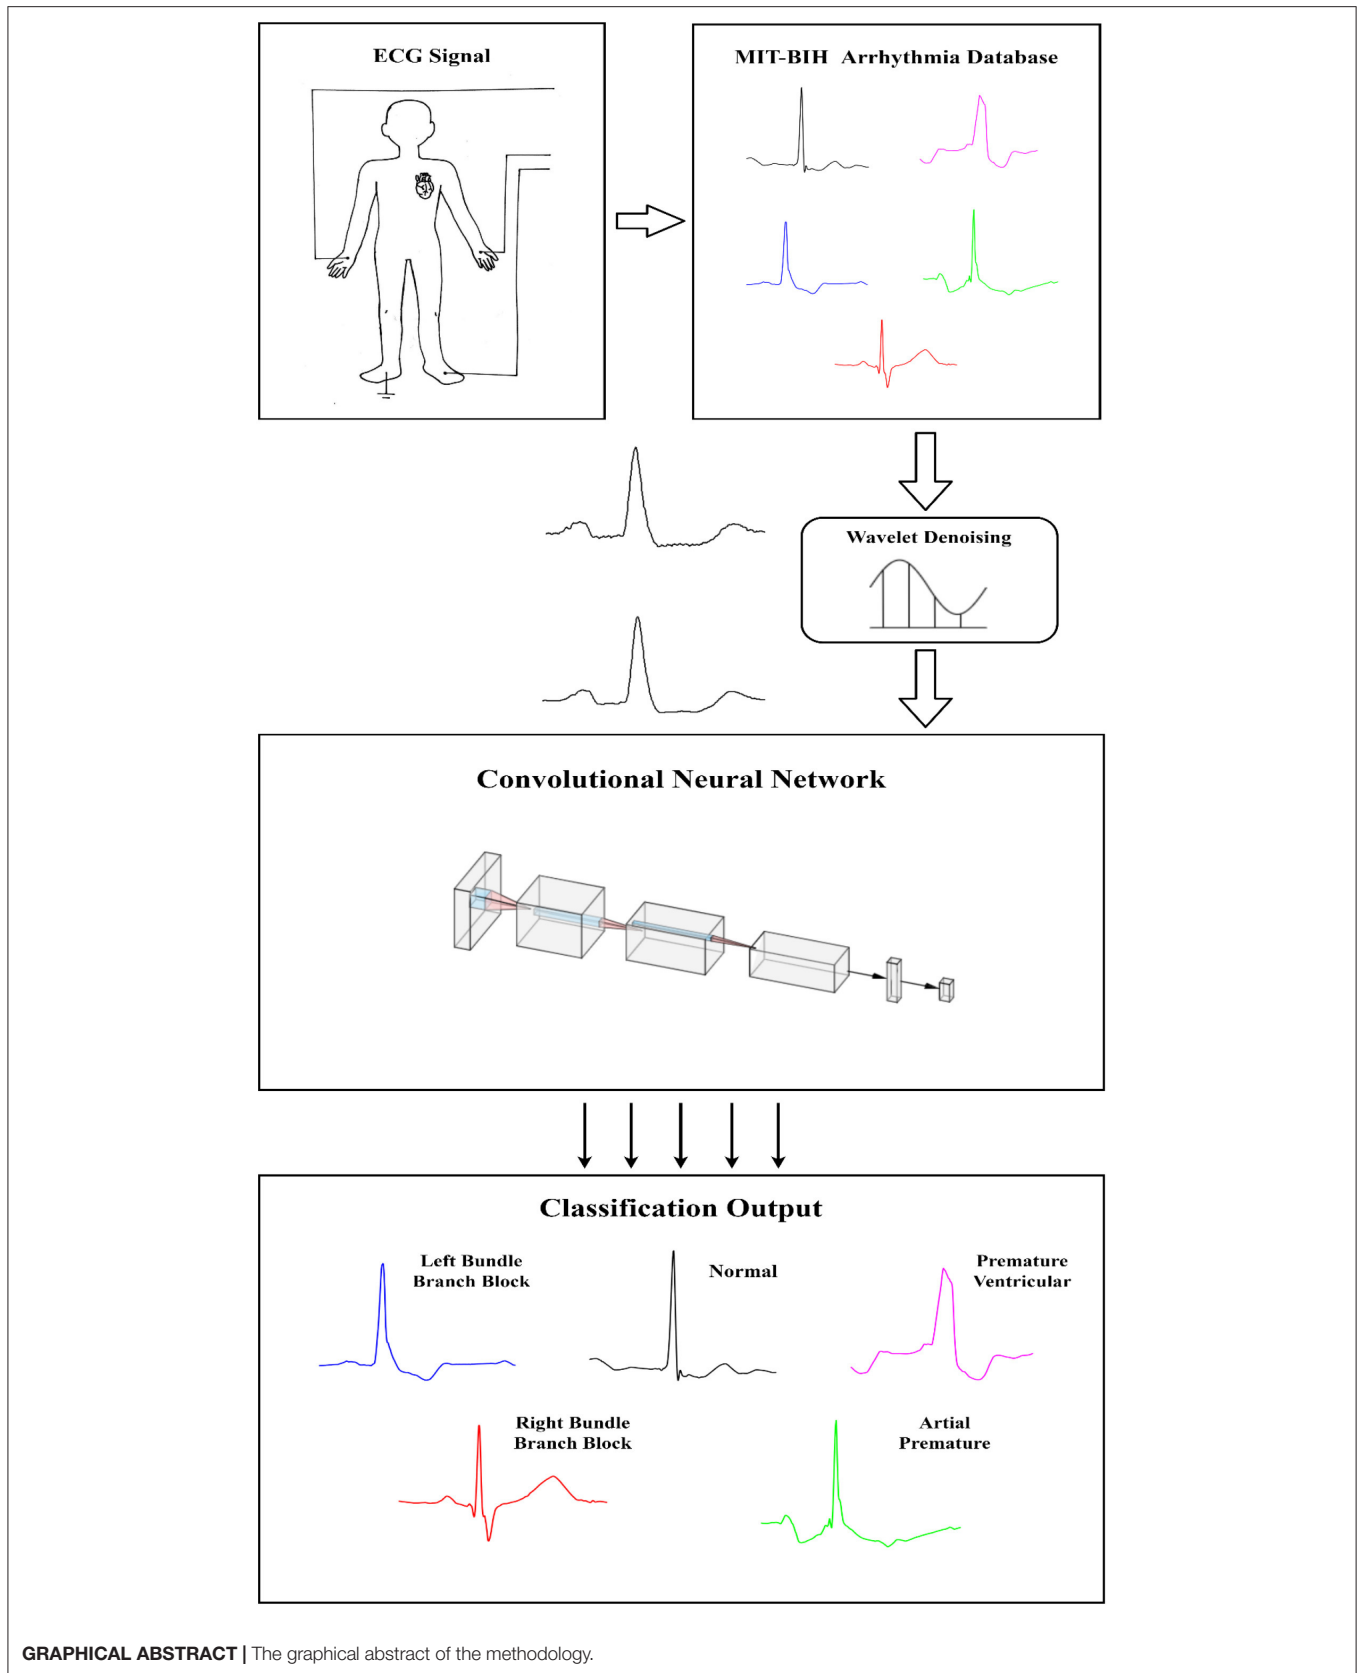 ECG Signal
MIT-BIH Arrhythmia Database
Wavelet Denoising
Convolutional Neural Network
Classification Output
Left Bundle
Branch Block
Normal
Premature
Ventricular
Right Bundle
Branch Block
Artial
Premature
GRAPHICAL ABSTRACT | The graphical abstract of the methodology.